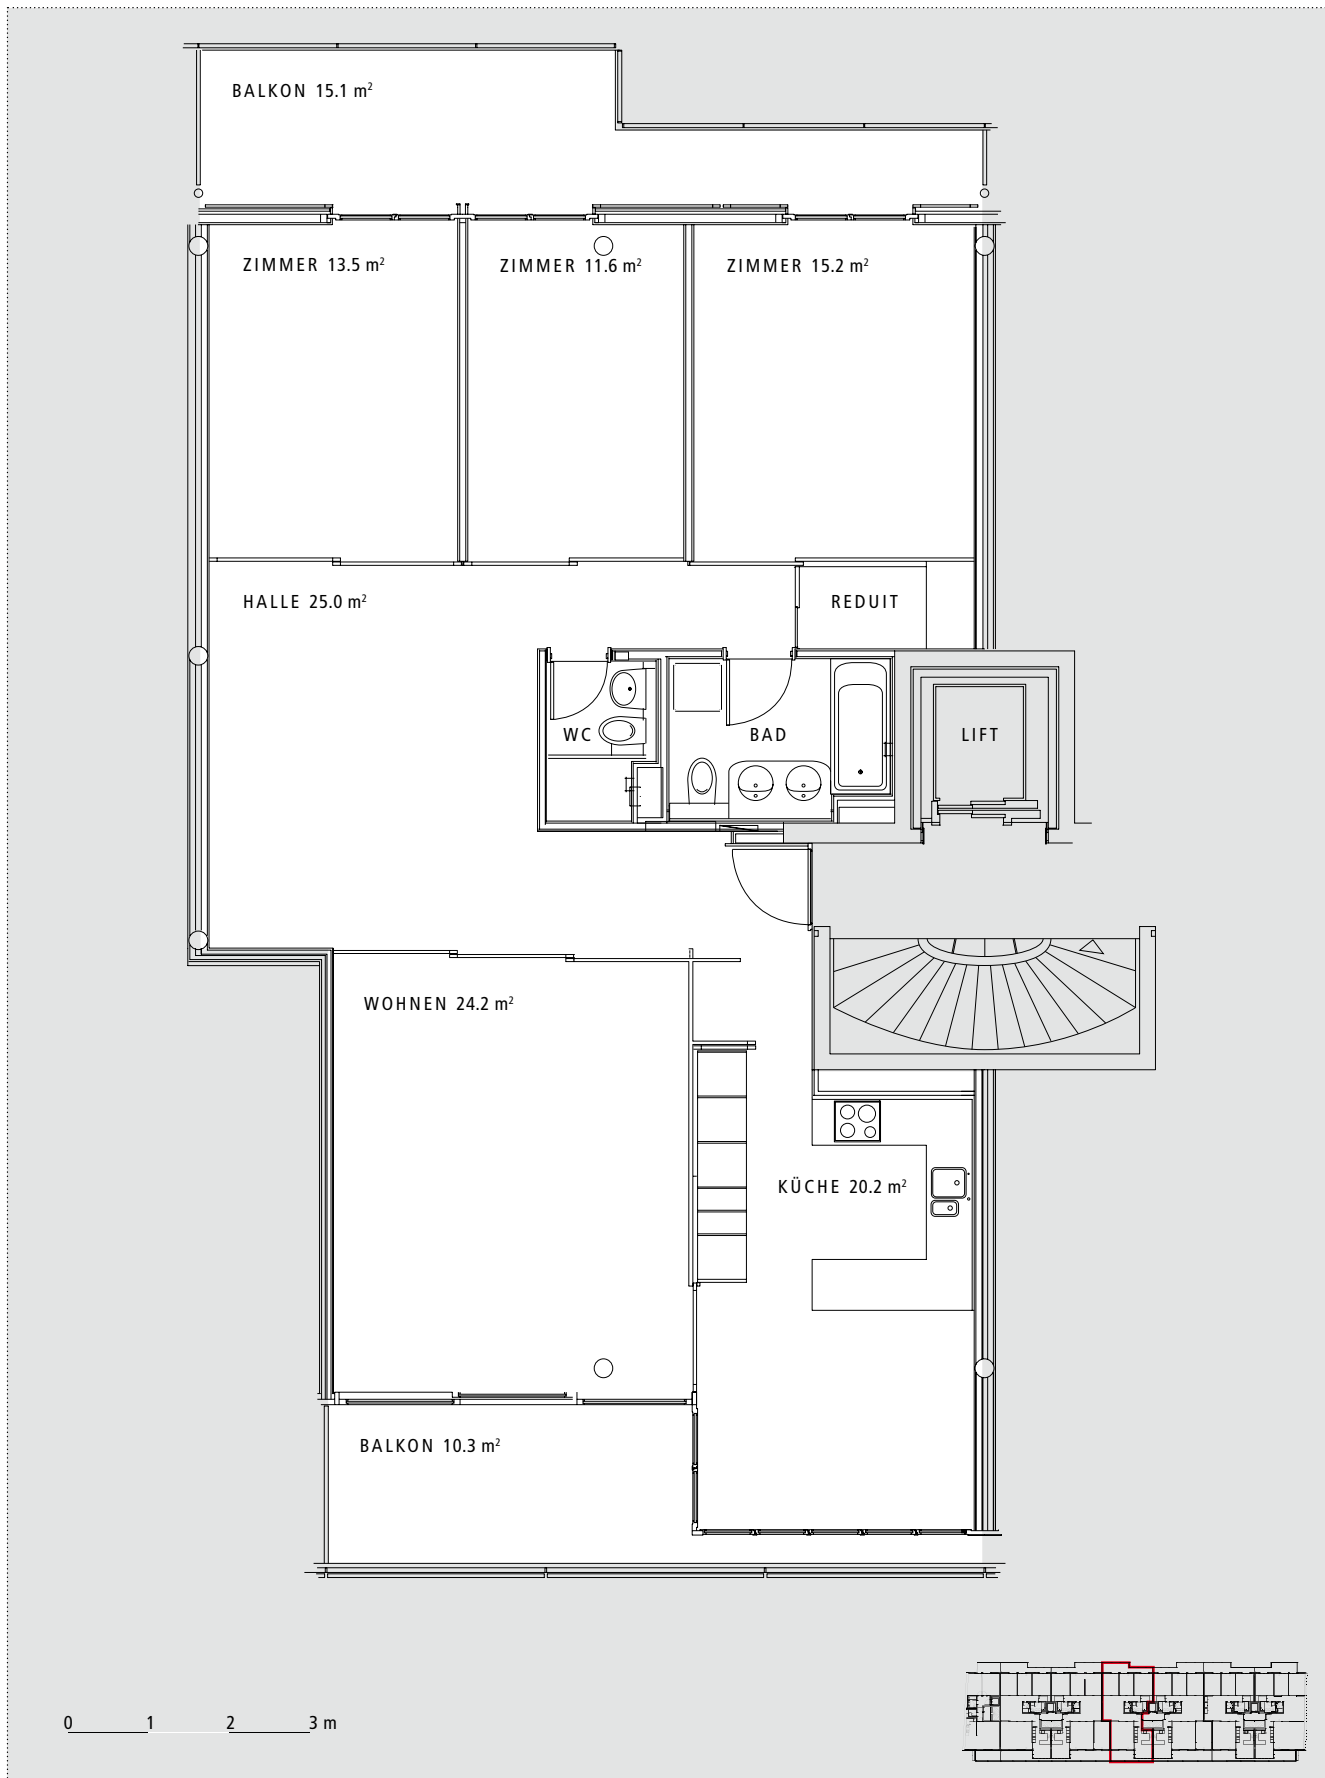 BALKON 15.1 m²
ZIMMER 13.5 m²
ZIMMER 11.6 m²
ZIMMER 15.2 m²
HALLE 25.0 m²
REDUIT
WC
BAD
LIFT
WOHNEN 24.2 m²
KÜCHE 20.2 m²
BALKON 10.3 m²
0 1 2 3 m